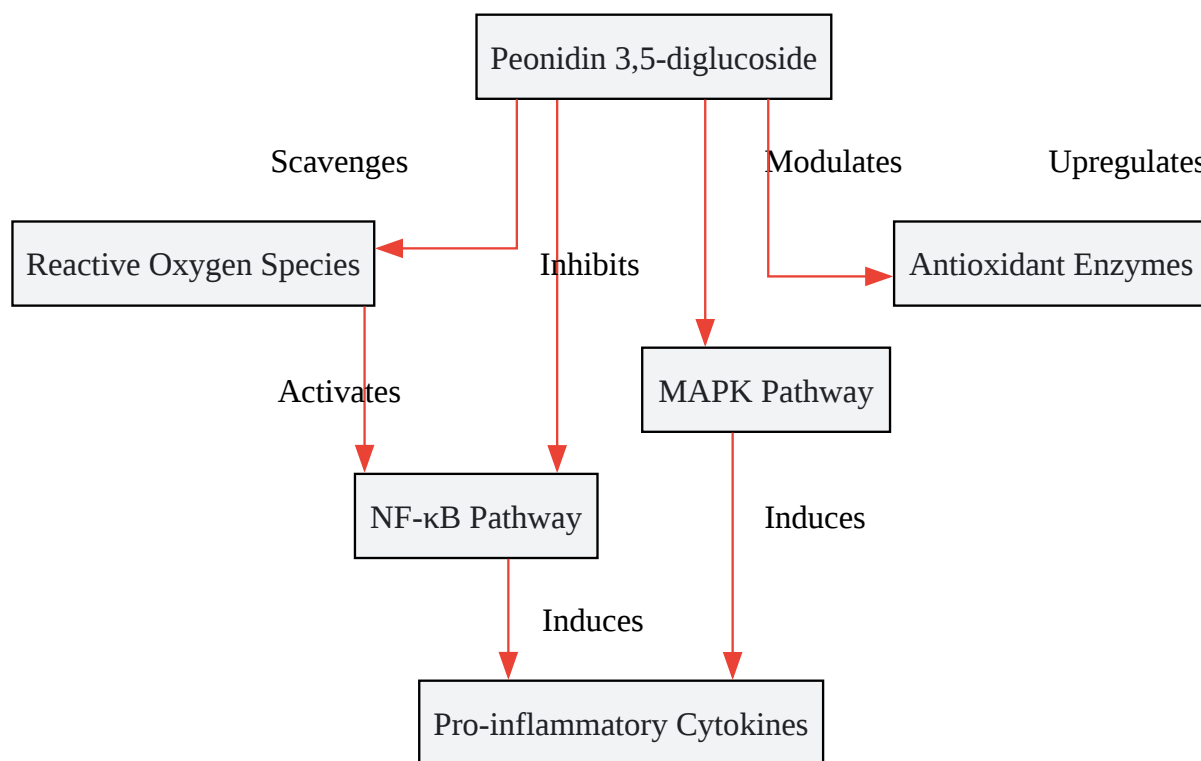 Peonidin 3,5-diglucoside
Scavenges
Modulates
Upregulates
Reactive Oxygen Species
Inhibits
Antioxidant Enzymes
Activates
MAPK Pathway
NF-κB Pathway
Induces
Induces
Pro-inflammatory Cytokines